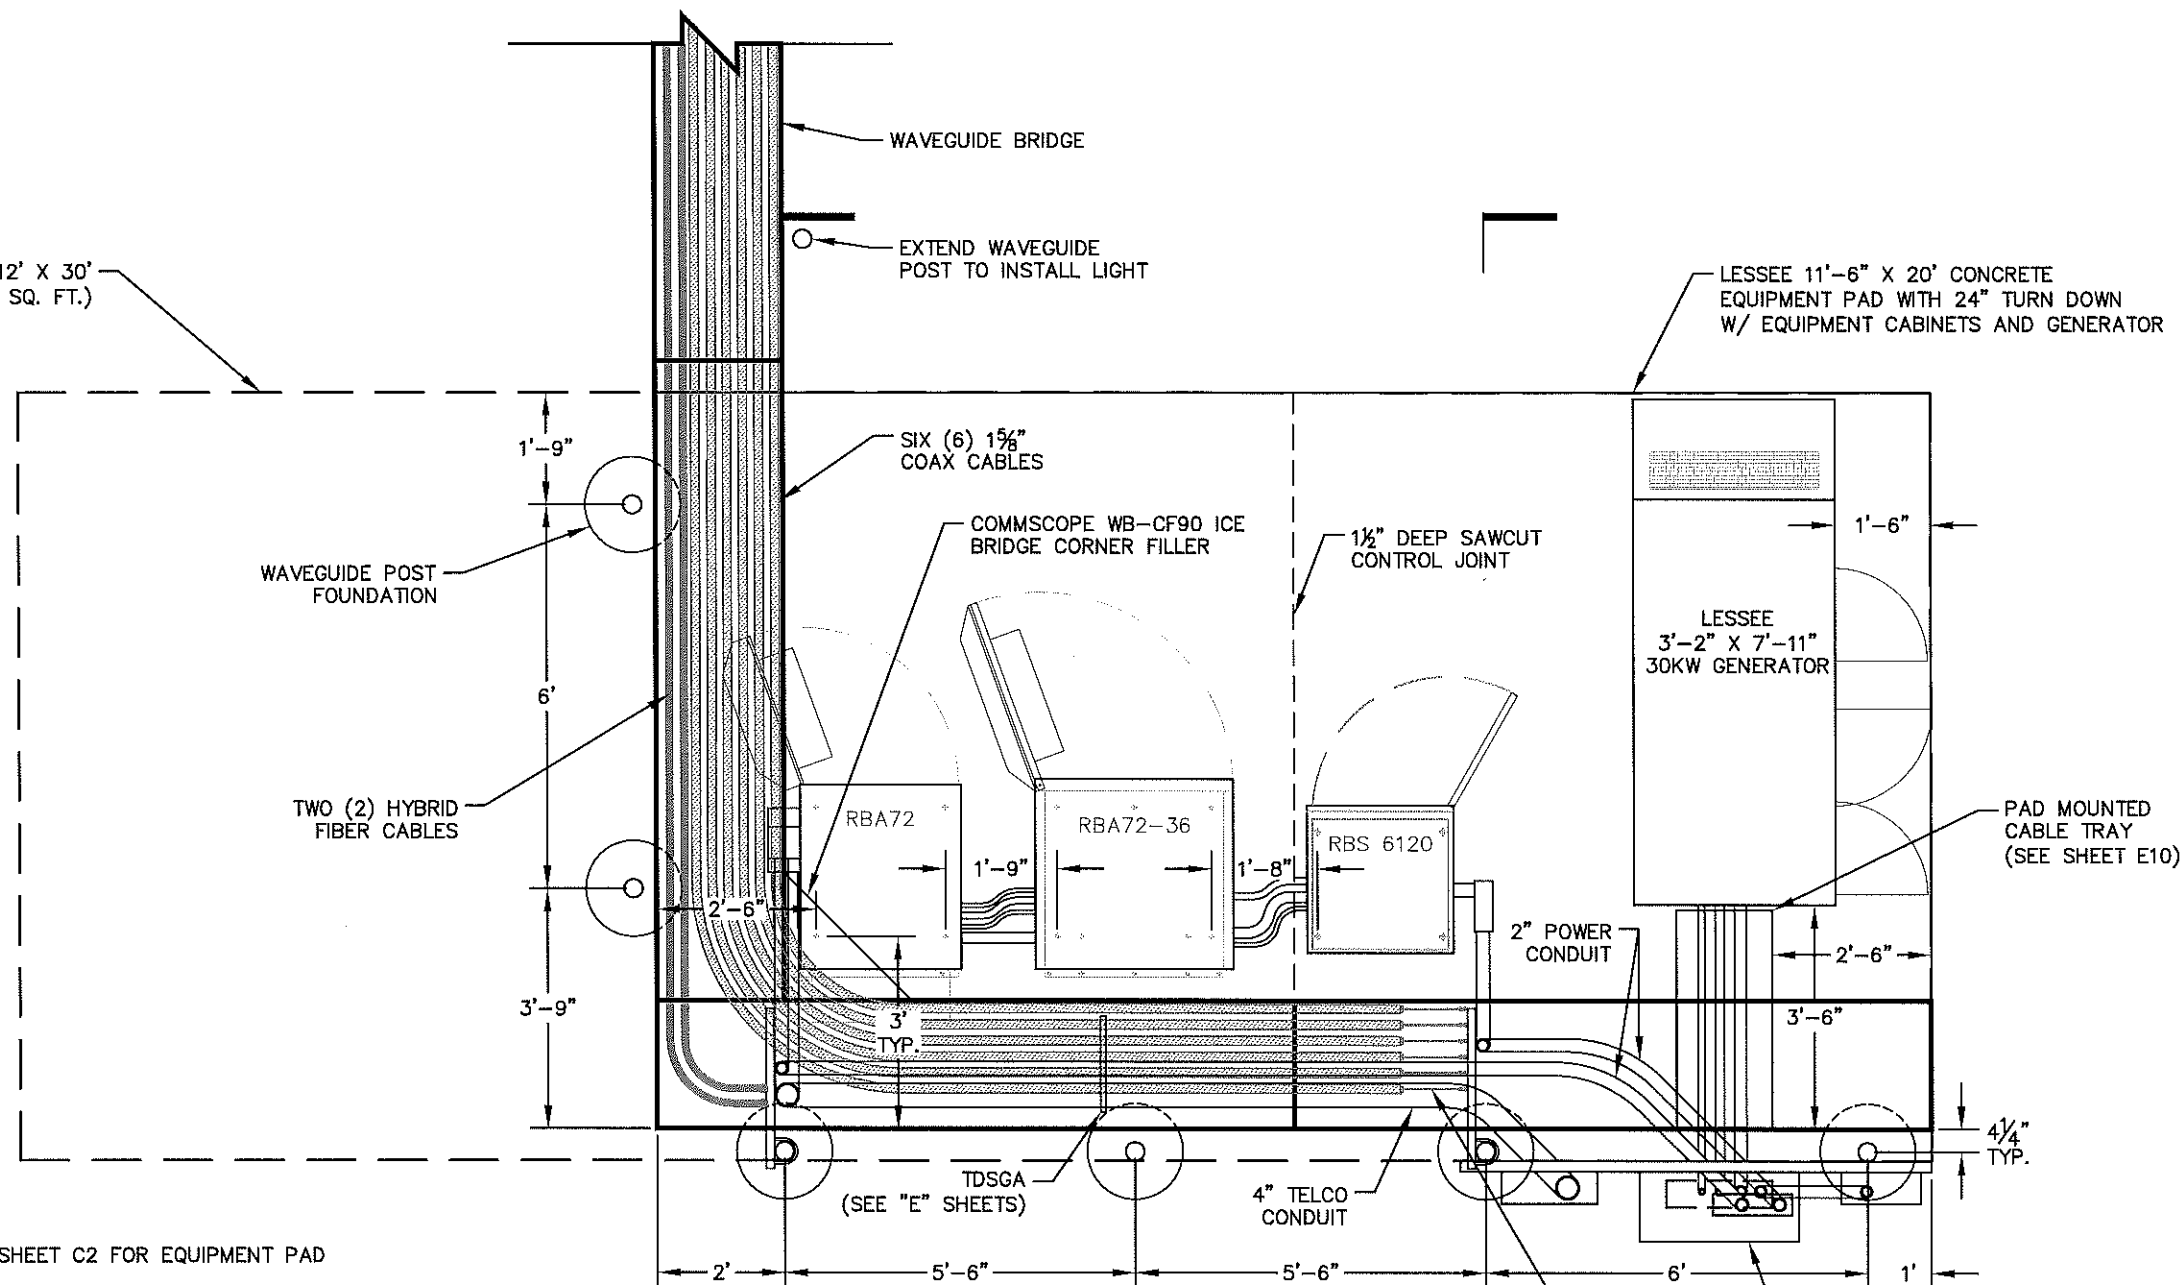 WAVEGUIDE BRIDGE
EXTEND WAVEGUIDE
POST TO INSTALL LIGHT
12' X 30'
SQ. FT.)
LESSEE 11'-6" X 20' CONCRETE
EQUIPMENT PAD WITH 24" TURN DOWN
W/ EQUIPMENT CABINETS AND GENERATOR
1'-9"
SIX (6) 1⅝"
COAX CABLES
COMMSCOPE WB-CF90 ICE
BRIDGE CORNER FILLER
1½" DEEP SAWCUT
CONTROL JOINT
1'-6"
WAVEGUIDE POST
FOUNDATION
LESSEE
3'-2" X 7'-11"
30KW GENERATOR
6'
TWO (2) HYBRID
FIBER CABLES
RBA72
RBA72-36
RBS 6120
PAD MOUNTED
CABLE TRAY
(SEE SHEET E10)
1'-9"
1'-8"
2'-6"
2" POWER
CONDUIT
2'-6"
3'-9"
3'
TYP.
3'-6"
4¼"
TYP.
TDSGA
(SEE "E" SHEETS)
4" TELCO
CONDUIT
SHEET C2 FOR EQUIPMENT PAD
2'
5'-6"
5'-6"
6'
1'